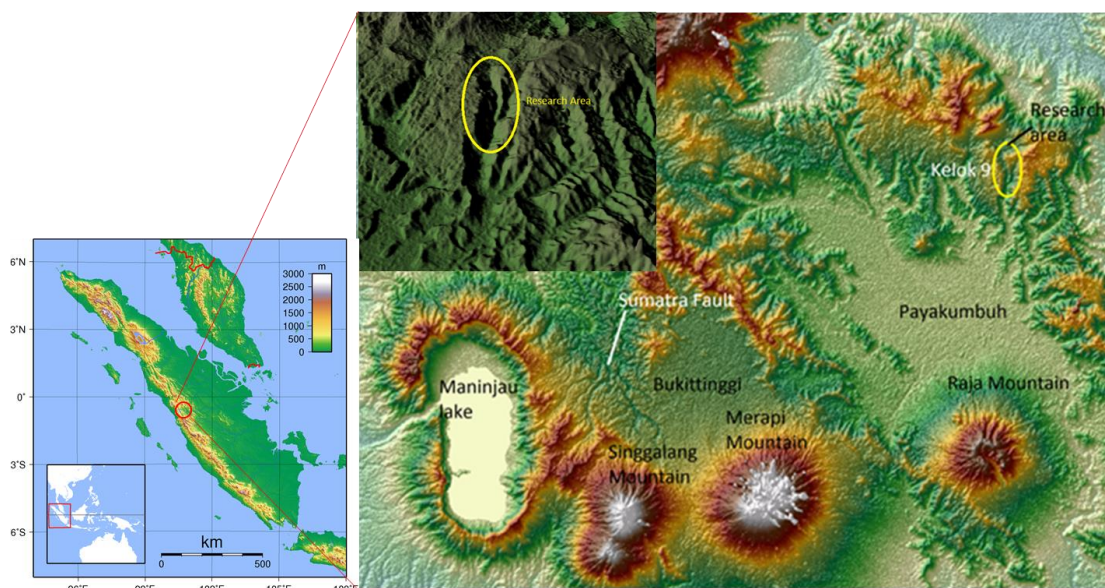 Research Area
Research
area
Kelok 9
Sumatra Fault
Payakumbuh
Maninjau
lake
Bukittinggi
Raja Mountain
Merapi
Mountain
Singgalang
Mountain
m
3000
2500
2000
1500
1000
500
0
6°N
3°N
0°
3°S
6°S
km
0 500